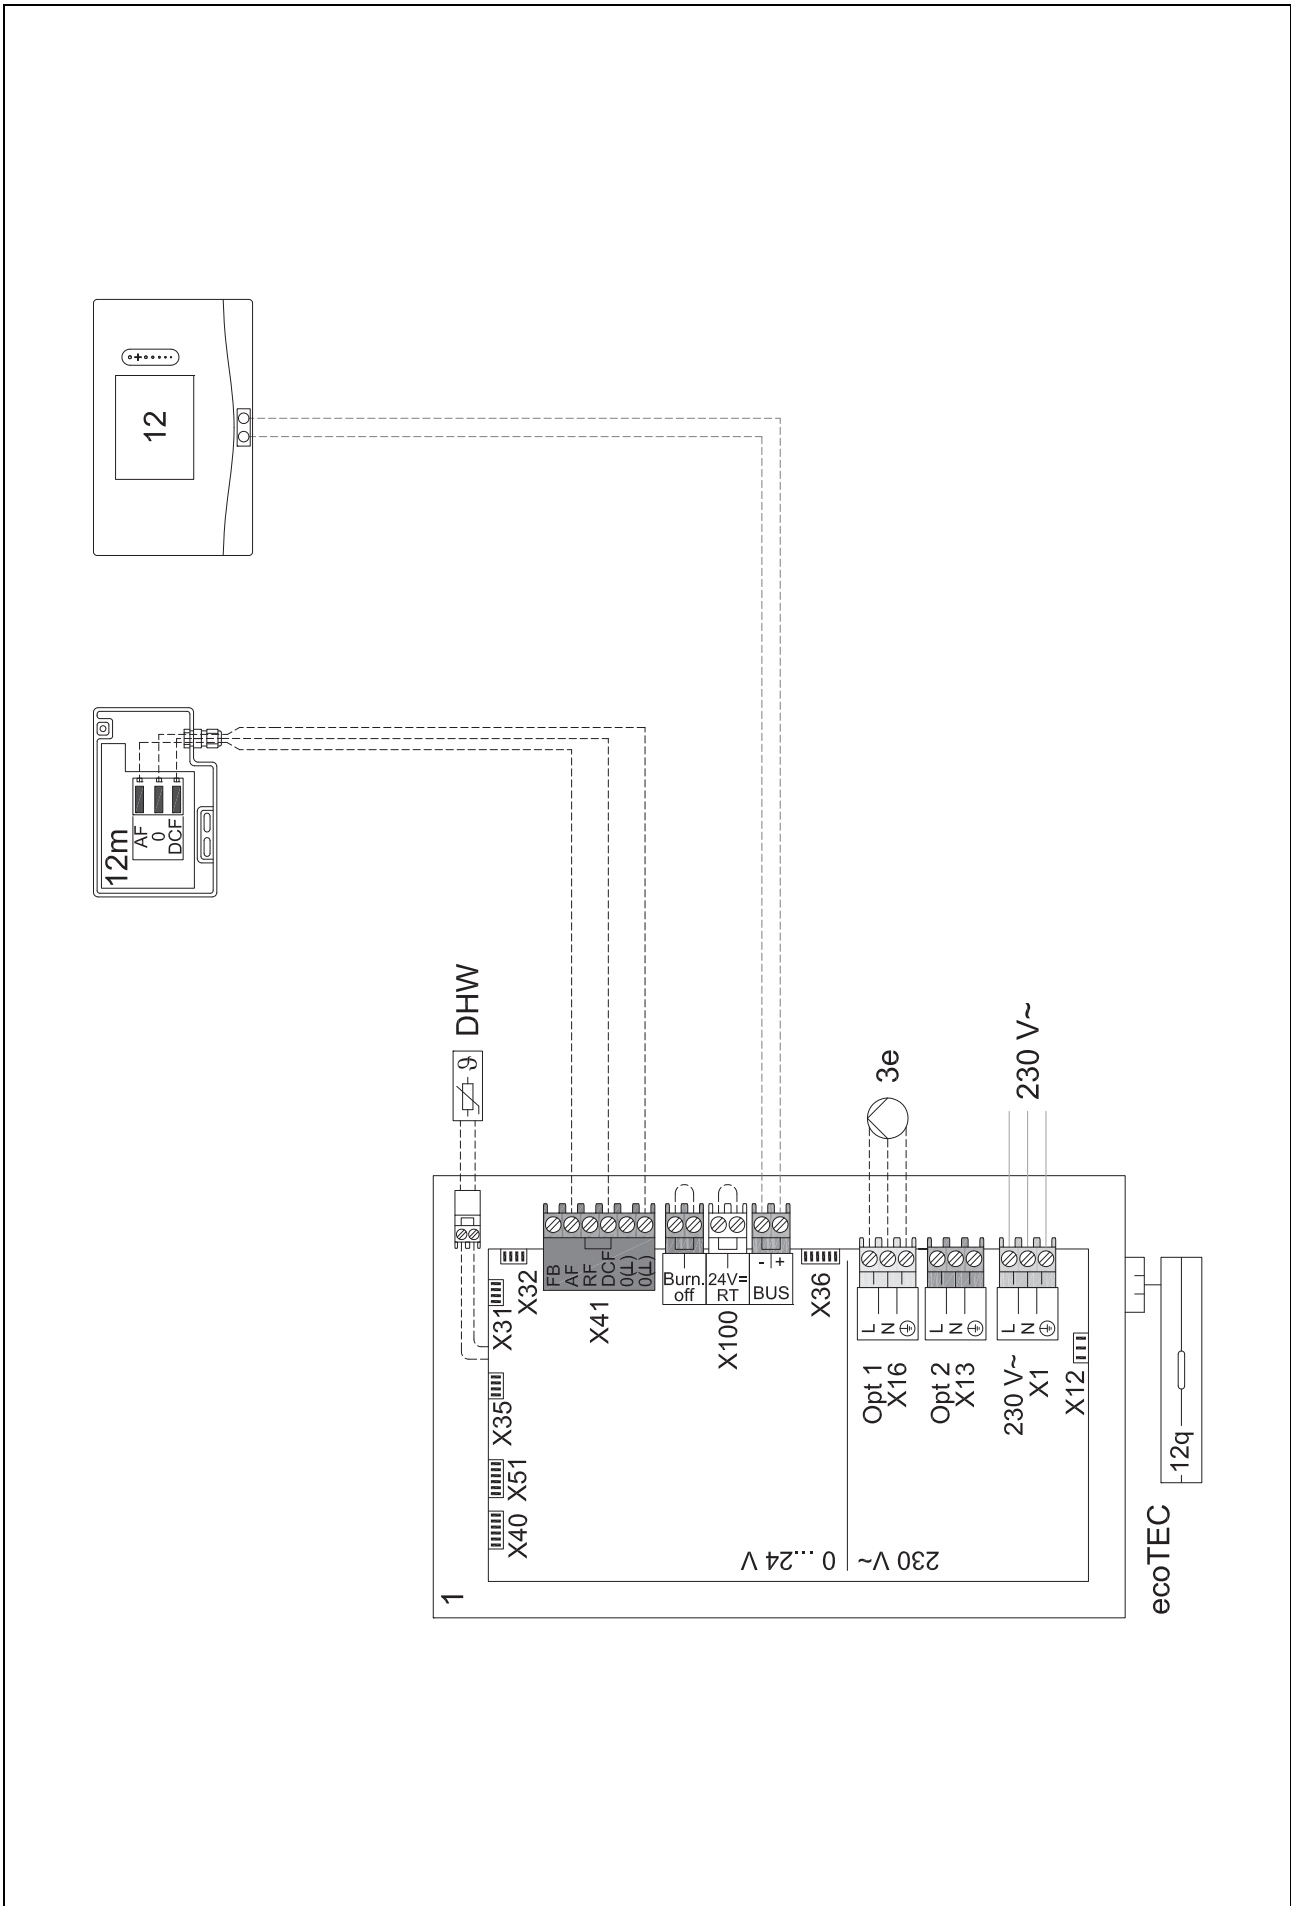 12
12m
AF
0
DCF
DHW
ϑ
1
X40
X51
X35
X31
X32
FB
AF
RF
DCF
0(⊥)
0(⊥)
X41
Burn.
off
24V=
RT
X100
- +
BUS
X36
0 ...24 V
230 V~
L
N
Opt 1
X16
3e
L
N
Opt 2
X13
L
N
230 V~
X1
230 V~
X12
12q
ecoTEC